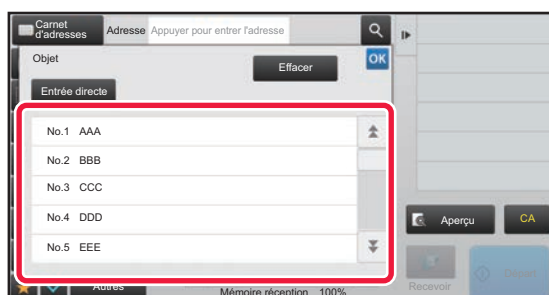 Carnet
d'adresses
Adresse Appuyer pour entrer l'adresse
Objet
Effacer
OK
Entrée directe
No.1 AAA
No.2 BBB
No.3 CCC
No.4 DDD
No.5 EEE
Aperçu
CA
Autres
Mémoire réception 100%
Recevoir
Départ